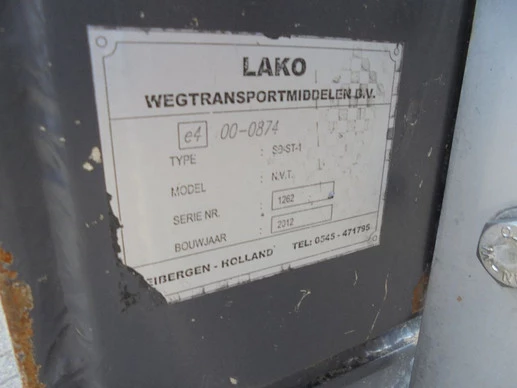 LAKO
WEGTRANSPORTMIDDELEN B.V.
e4 00-0874
TYPE : SD-ST-1
MODEL : N.V.T.
SERIE NR. : 1262
BOUWJAAR : 2012
EIBERGEN - HOLLAND TEL: 0545 - 471795